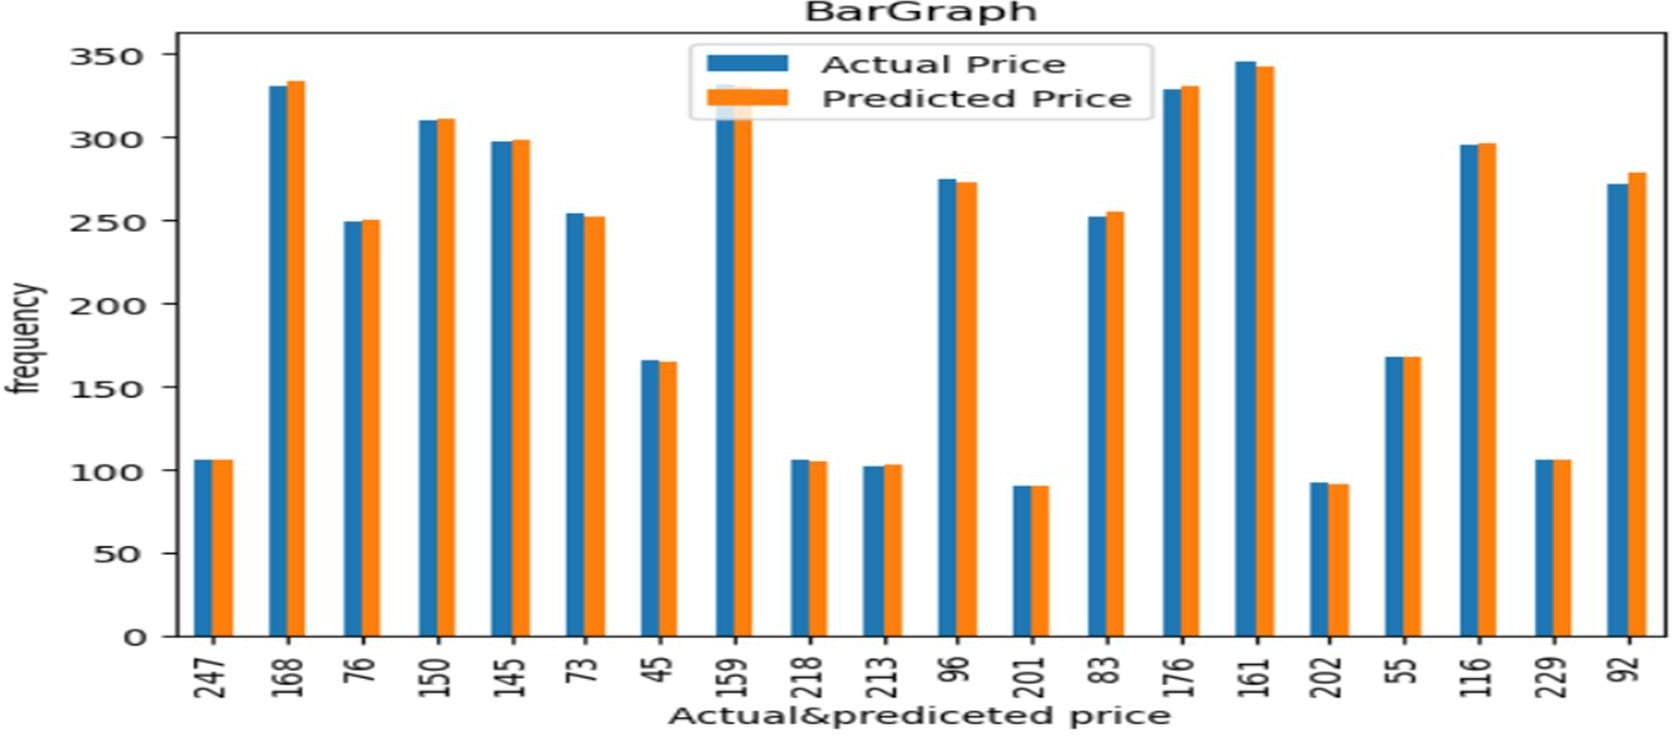 BarGraph
Actual Price
Predicted Price
350
300
250
200
150
100
50
0
frequency
247 168 76 150 145 73 45 159 218 213 96 201 83 176 161 202 55 116 229 92
Actual&prediceted price